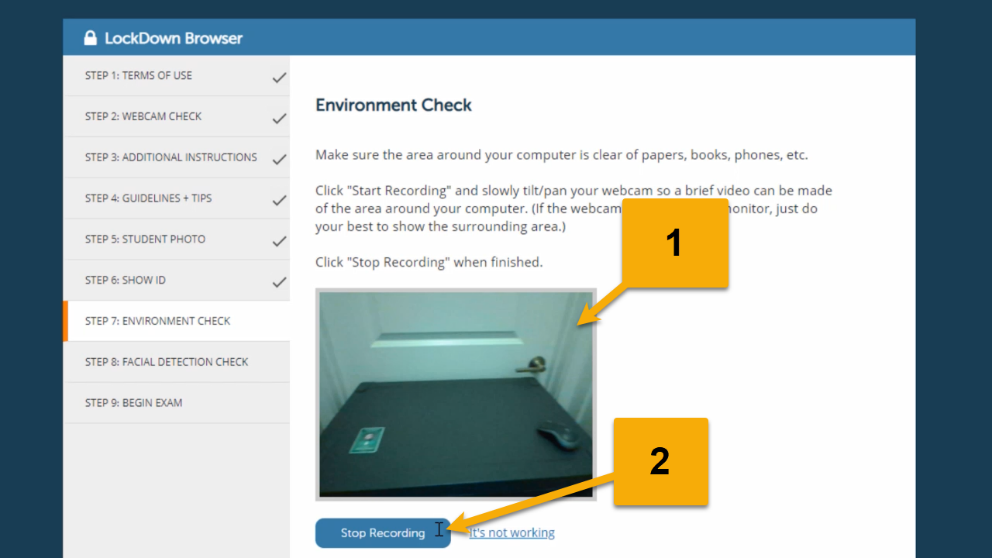 LockDown Browser
STEP 1: TERMS OF USE
STEP 2: WEBCAM CHECK
STEP 3: ADDITIONAL INSTRUCTIONS
STEP 4: GUIDELINES + TIPS
STEP 5: STUDENT PHOTO
STEP 6: SHOW ID
STEP 7: ENVIRONMENT CHECK
STEP 8: FACIAL DETECTION CHECK
STEP 9: BEGIN EXAM
Environment Check
Make sure the area around your computer is clear of papers, books, phones, etc.
Click "Start Recording" and slowly tilt/pan your webcam so a brief video can be made
of the area around your computer. (If the webcam monitor, just do
your best to show the surrounding area.)
Click "Stop Recording" when finished.
1
2
Stop Recording
It's not working